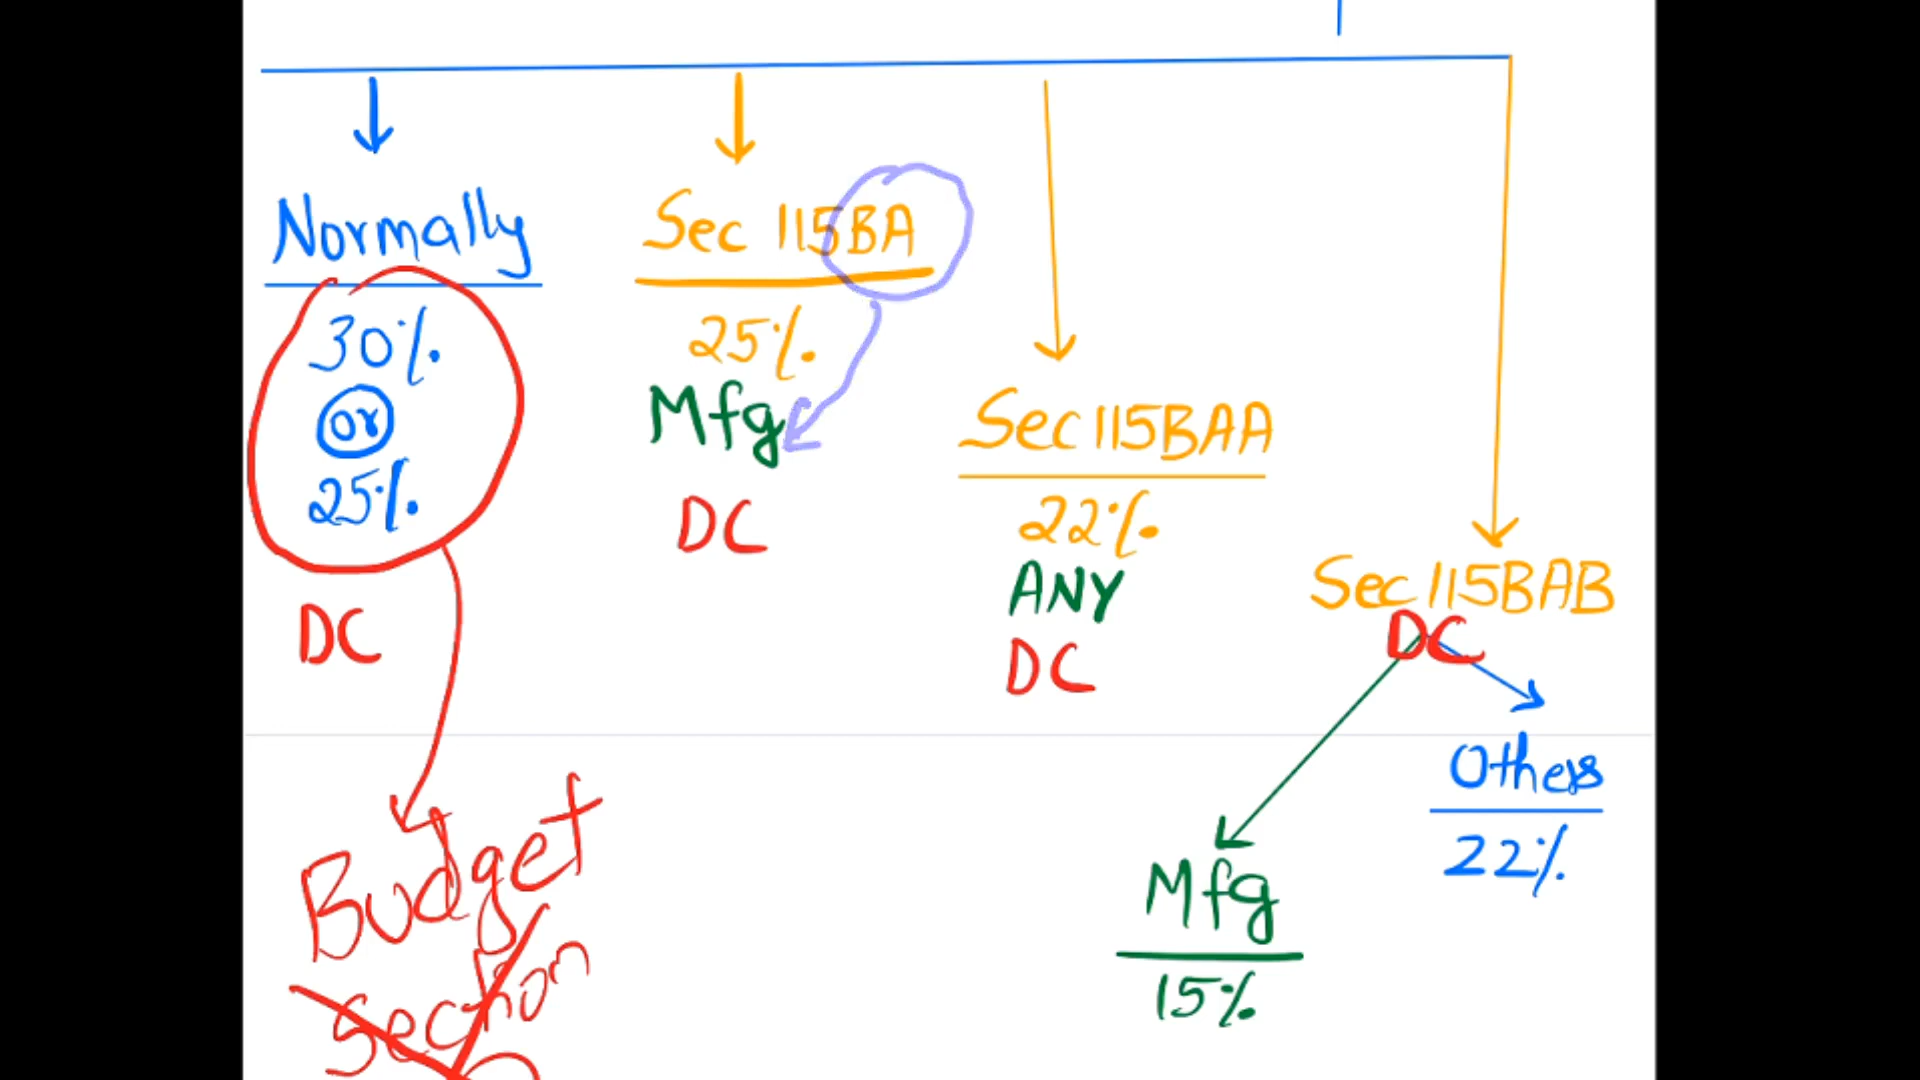 Normally
30%
or
25%
DC
Budget
Section
Sec 115BA
25%
Mfg
DC
Sec 115BAA
22%
ANY
DC
Sec 115BAB
DC
Mfg
15%
Others
22%